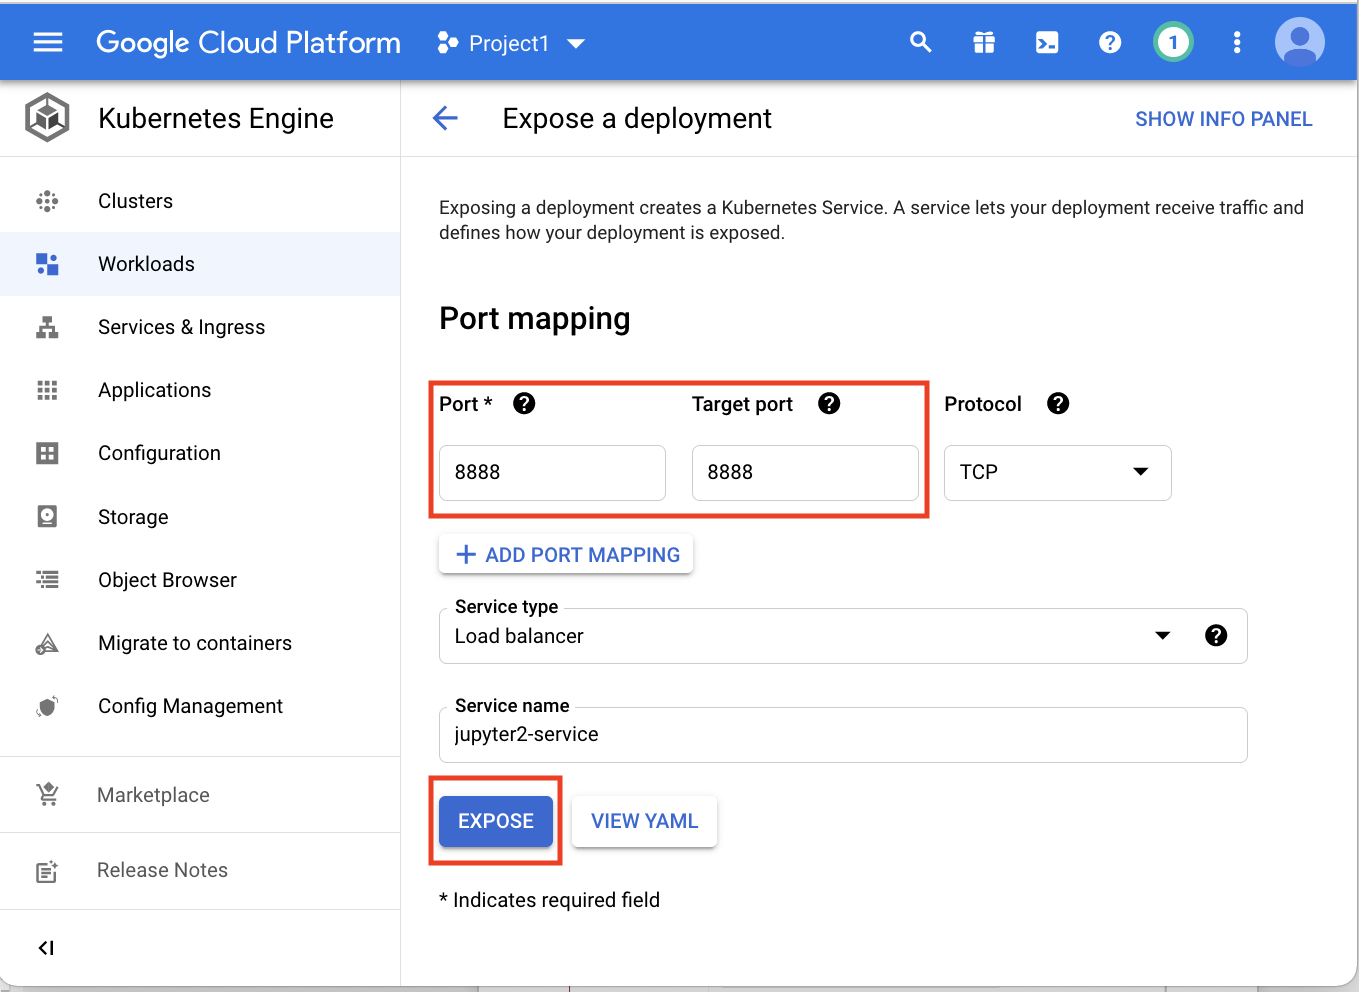 Google Cloud Platform
Project1
1
Kubernetes Engine
Expose a deployment
SHOW INFO PANEL
Clusters
Workloads
Services & Ingress
Applications
Configuration
Storage
Object Browser
Migrate to containers
Config Management
Marketplace
Release Notes
Exposing a deployment creates a Kubernetes Service. A service lets your deployment receive traffic and
defines how your deployment is exposed.
Port mapping
Port *
Target port
Protocol
8888
8888
TCP
ADD PORT MAPPING
Service type
Load balancer
Service name
jupyter2-service
EXPOSE
VIEW YAML
* Indicates required field